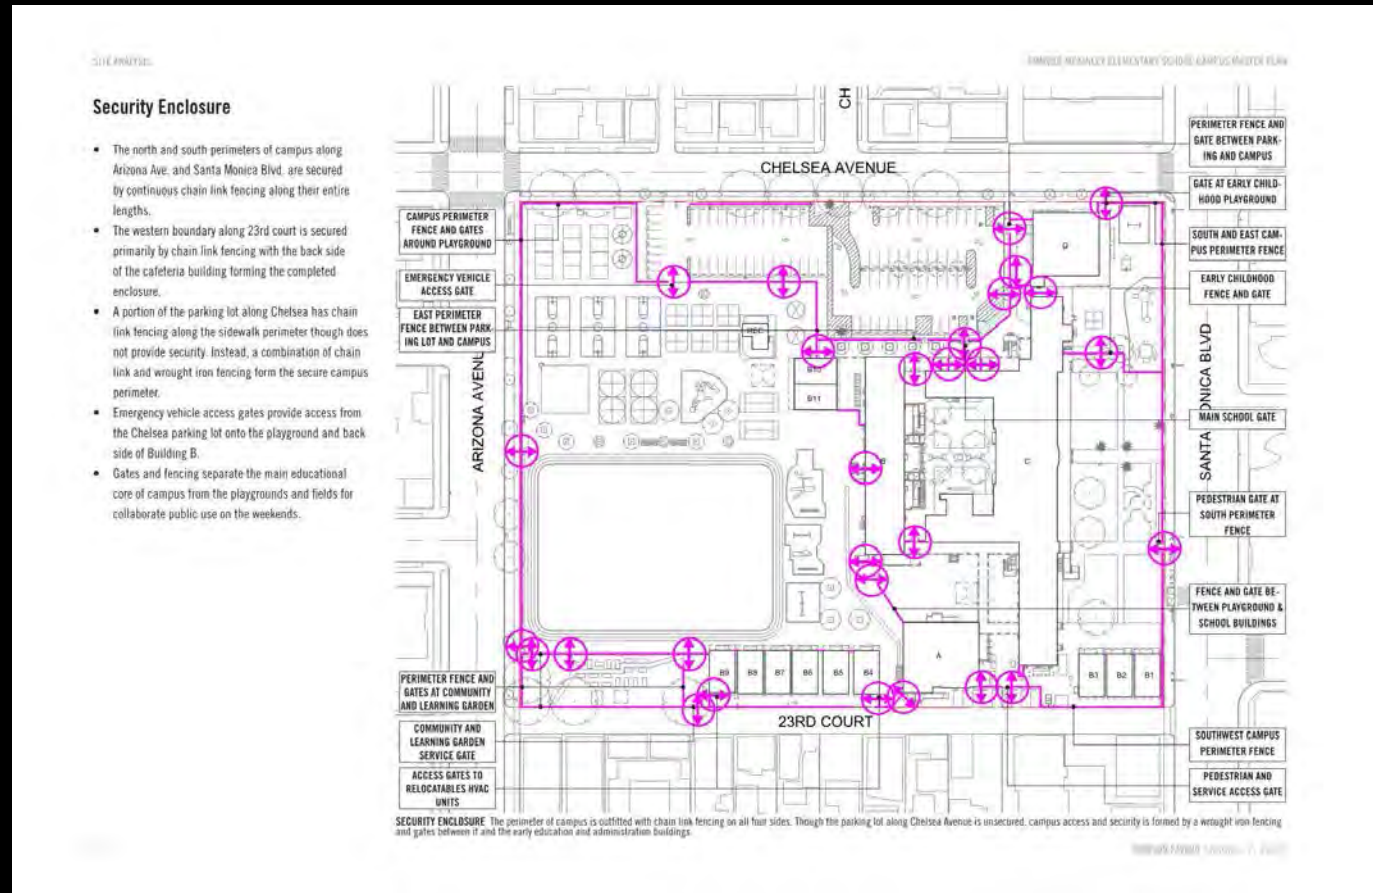 SITE ANALYSIS
MCKINLEY ELEMENTARY SCHOOL CAMPUS MASTER PLAN
Security Enclosure
• The north and south perimeters of campus along
Arizona Ave. and Santa Monica Blvd. are secured
by continuous chain link fencing along their entire
lengths.
• The western boundary along 23rd court is secured
primarily by chain link fencing with the back side
of the cafeteria building forming the completed
enclosure.
• A portion of the parking lot along Chelsea has chain
link fencing along the sidewalk perimeter though does
not provide security. Instead, a combination of chain
link and wrought iron fencing form the secure campus
perimeter.
• Emergency vehicle access gates provide access from
the Chelsea parking lot onto the playground and back
side of Building B.
• Gates and fencing separate the main educational
core of campus from the playgrounds and fields for
collaborate public use on the weekends.
CH
CHELSEA AVENUE
CAMPUS PERIMETER
FENCE AND GATES
AROUND PLAYGROUND
EMERGENCY VEHICLE
ACCESS GATE
EAST PERIMETER
FENCE BETWEEN PARK-
ING LOT AND CAMPUS
ARIZONA AVENU
PERIMETER FENCE AND
GATES AT COMMUNITY
AND LEARNING GARDEN
COMMUNITY AND
LEARNING GARDEN
SERVICE GATE
ACCESS GATES TO
RELOCATABLES HVAC
UNITS
REC
B10
B11
B
C
D
A
B9
B8
B7
B6
B5
B4
B3
B2
B1
23RD COURT
PERIMETER FENCE AND
GATE BETWEEN PARK-
ING AND CAMPUS
GATE AT EARLY CHILD-
HOOD PLAYGROUND
SOUTH AND EAST CAM-
PUS PERIMETER FENCE
EARLY CHILDHOOD
FENCE AND GATE
SANTA
NICA BLVD
MAIN SCHOOL GATE
PEDESTRIAN GATE AT
SOUTH PERIMETER
FENCE
FENCE AND GATE BE-
TWEEN PLAYGROUND &
SCHOOL BUILDINGS
SOUTHWEST CAMPUS
PERIMETER FENCE
PEDESTRIAN AND
SERVICE ACCESS GATE
SECURITY ENCLOSURE The perimeter of campus is outfitted with chain link fencing on all four sides. Though the parking lot along Chelsea Avenue is unsecured, campus access and security is formed by a wrought iron fencing
and gates between it and the early education and administration buildings.